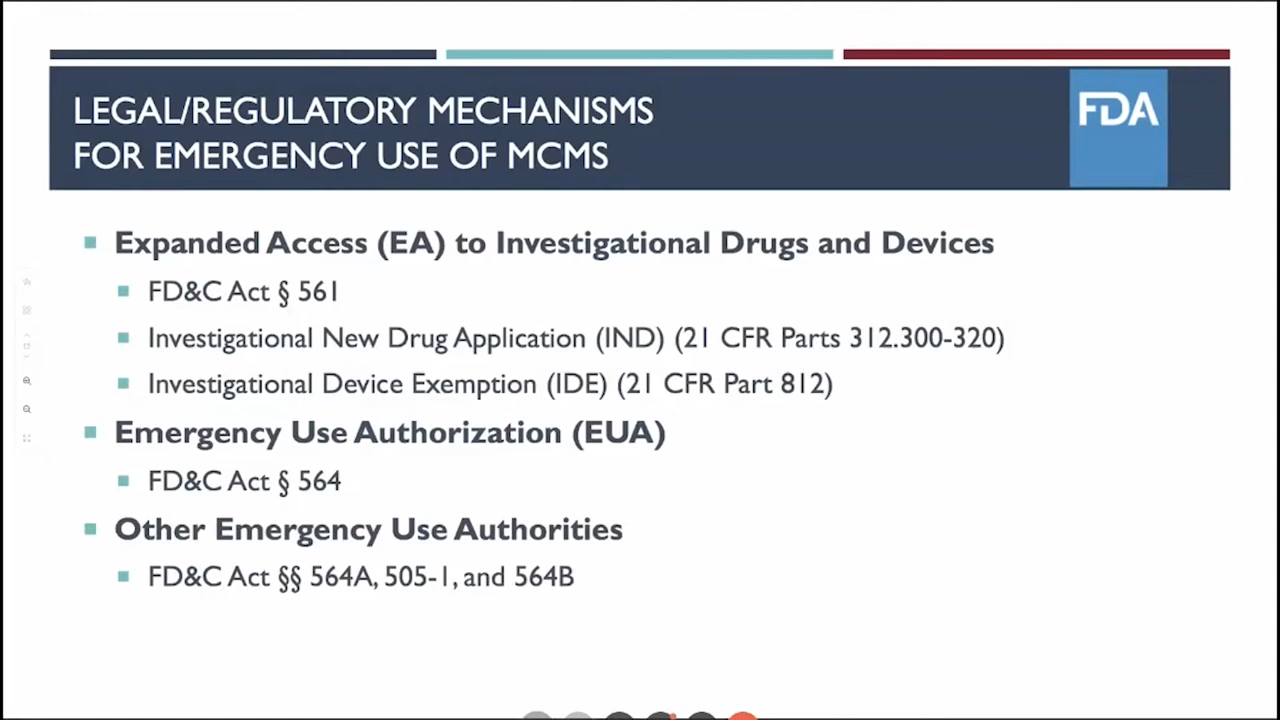 LEGAL/REGULATORY MECHANISMS
FOR EMERGENCY USE OF MCMS
FDA
Expanded Access (EA) to Investigational Drugs and Devices
FD&C Act § 561
Investigational New Drug Application (IND) (21 CFR Parts 312.300-320)
Investigational Device Exemption (IDE) (21 CFR Part 812)
Emergency Use Authorization (EUA)
FD&C Act § 564
Other Emergency Use Authorities
FD&C Act §§ 564A, 505-1, and 564B